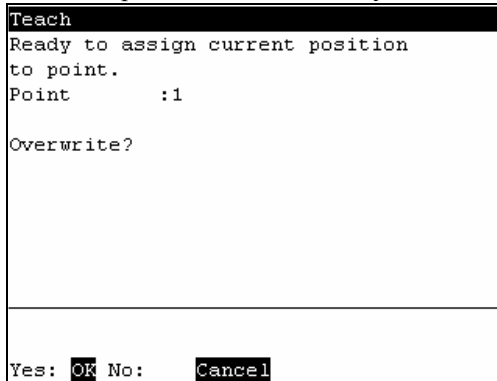 Teach
Ready to assign current position
to point.
Point :1
Overwrite?
Yes: OK No: Cancel